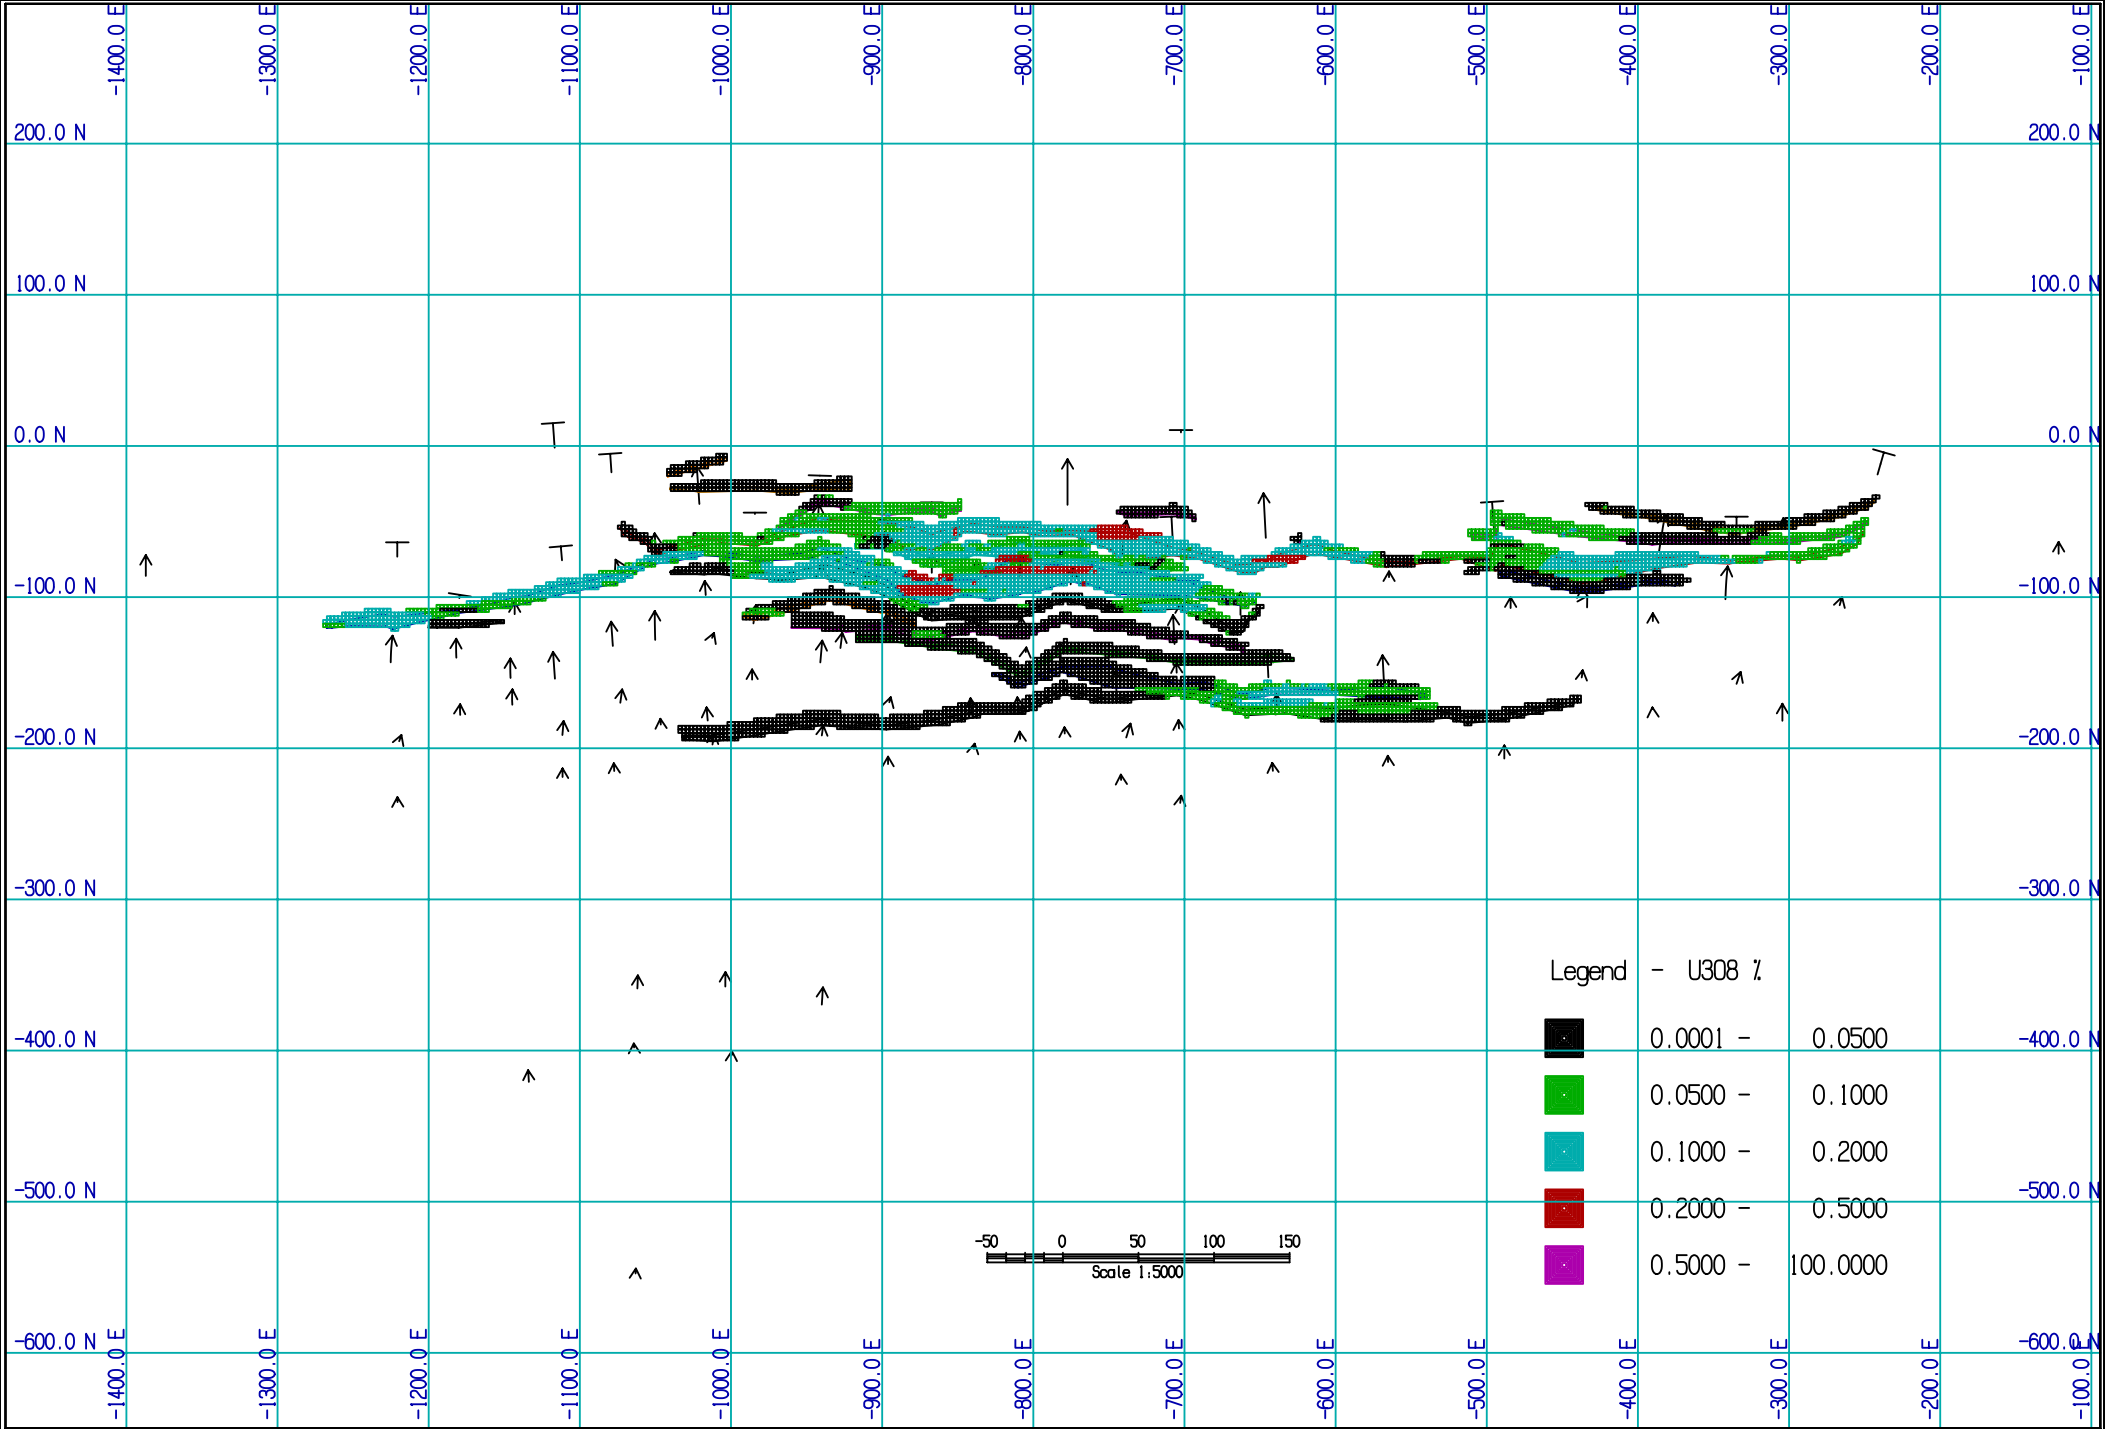 -1400.0 E -1300.0 E -1200.0 E -1100.0 E -1000.0 E -900.0 E -800.0 E -700.0 E -600.0 E -500.0 E -400.0 E -300.0 E -200.0 E -100.0 E
200.0 N 200.0 N
100.0 N 100.0 N
0.0 N 0.0 N
-100.0 N -100.0 N
-200.0 N -200.0 N
-300.0 N -300.0 N
Legend - U308 %
0.0001 - 0.0500
-400.0 N -400.0 N
0.0500 - 0.1000
0.1000 - 0.2000
-500.0 N -500.0 N
0.2000 - 0.5000
-50 0 50 100 150
Scale 1:5000
0.5000 - 100.0000
-600.0 N -600.0 N
-1400.0 E -1300.0 E -1200.0 E -1100.0 E -1000.0 E -900.0 E -800.0 E -700.0 E -600.0 E -500.0 E -400.0 E -300.0 E -200.0 E -100.0 E